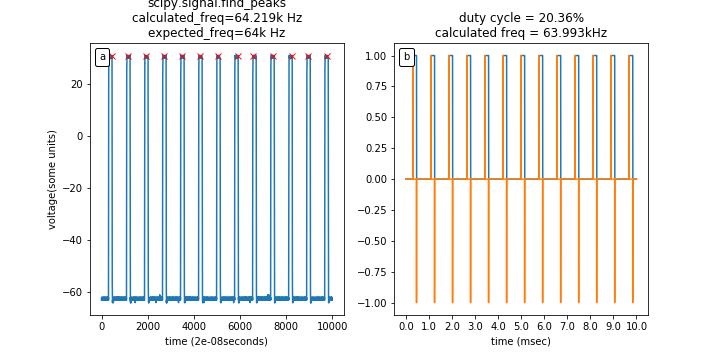 scipy.signal.find_peaks
calculated_freq=64.219k Hz
expected_freq=64k Hz
a
20
0
−20
−40
−60
voltage(some units)
0 2000 4000 6000 8000 10000
time (2e-08seconds)
duty cycle = 20.36%
calculated freq = 63.993kHz
b
1.00
0.75
0.50
0.25
0.00
−0.25
−0.50
−0.75
−1.00
0.0 1.0 2.0 3.0 4.0 5.0 6.0 7.0 8.0 9.0 10.0
time (msec)